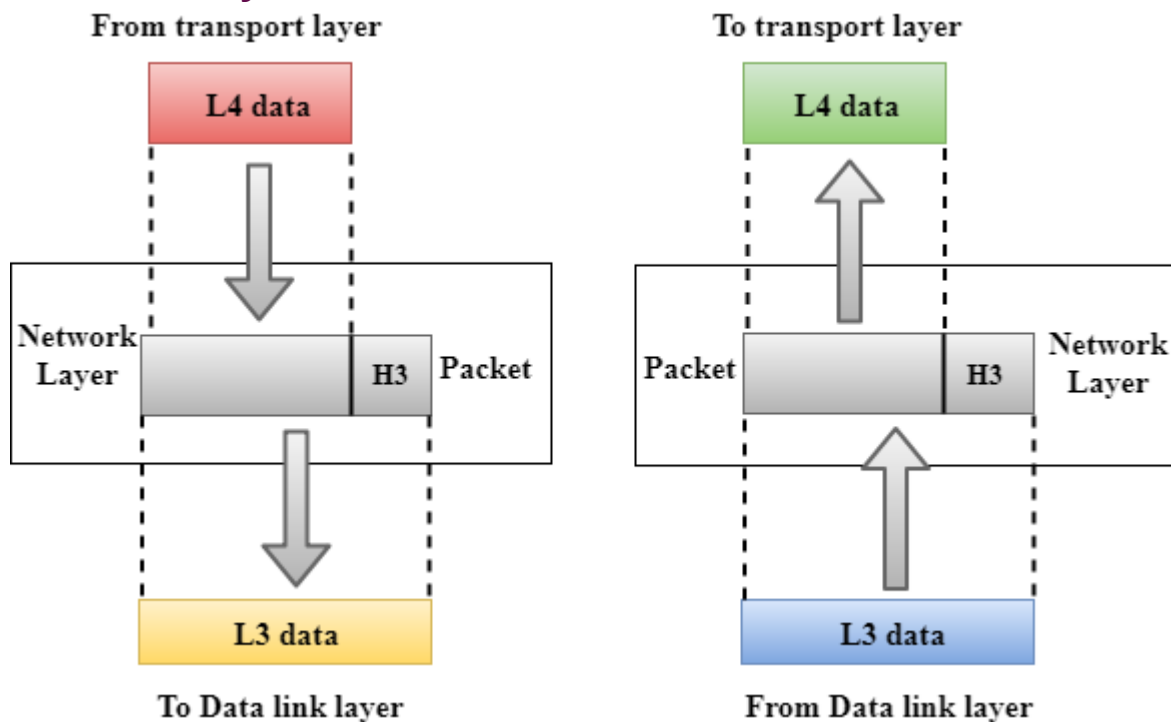 From transport layer
L4 data
Network
Layer
H3
Packet
L3 data
To Data link layer
To transport layer
L4 data
Packet
H3
Network
Layer
L3 data
From Data link layer